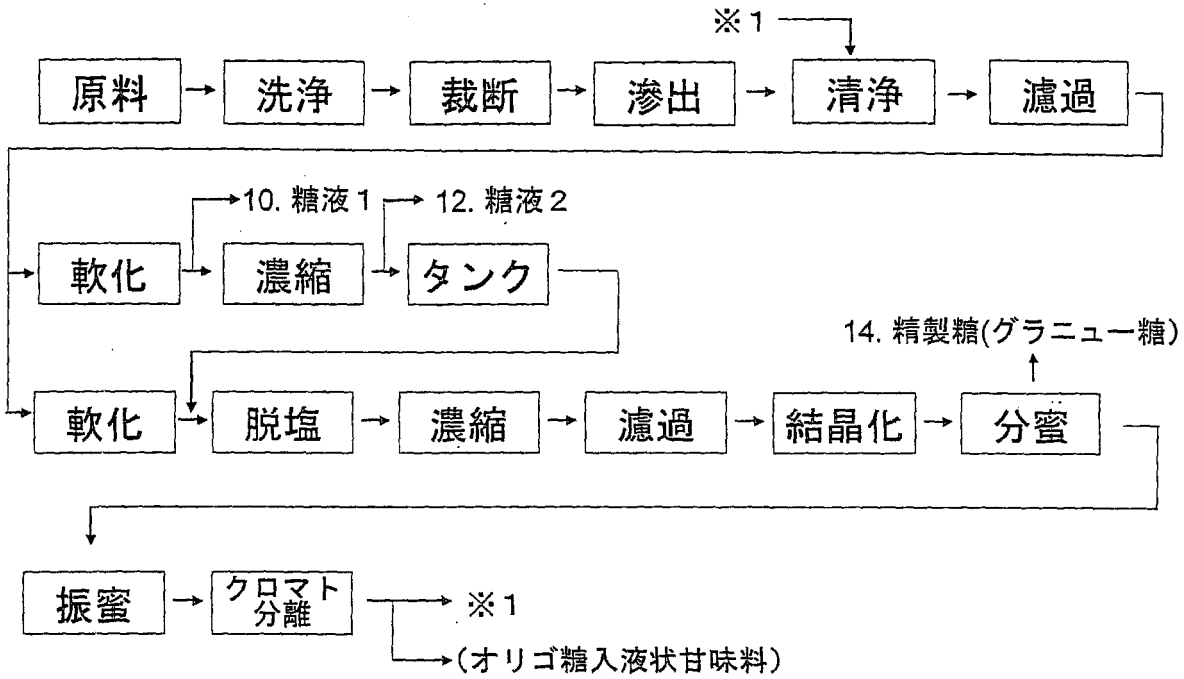 ※1
原料 洗浄 裁断 滲出 清浄 濾過
10. 糖液1 12. 糖液2
軟化 濃縮 タンク
14. 精製糖(グラニュー糖)
軟化 脱塩 濃縮 濾過 結晶化 分蜜
振蜜 クロマト
分離
※1
(オリゴ糖入液状甘味料)